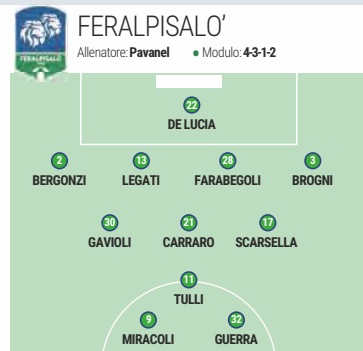 FERALPISALO'
Allenatore: Pavanel • Modulo: 4-3-1-2
FERALPISALÒ
22
DE LUCIA
2 13 28 3
BERGONZI LEGATI FARABEGOLI BROGNI
30 21 17
GAVIOLI CARRARO SCARSELLA
11
TULLI
9 32
MIRACOLI GUERRA